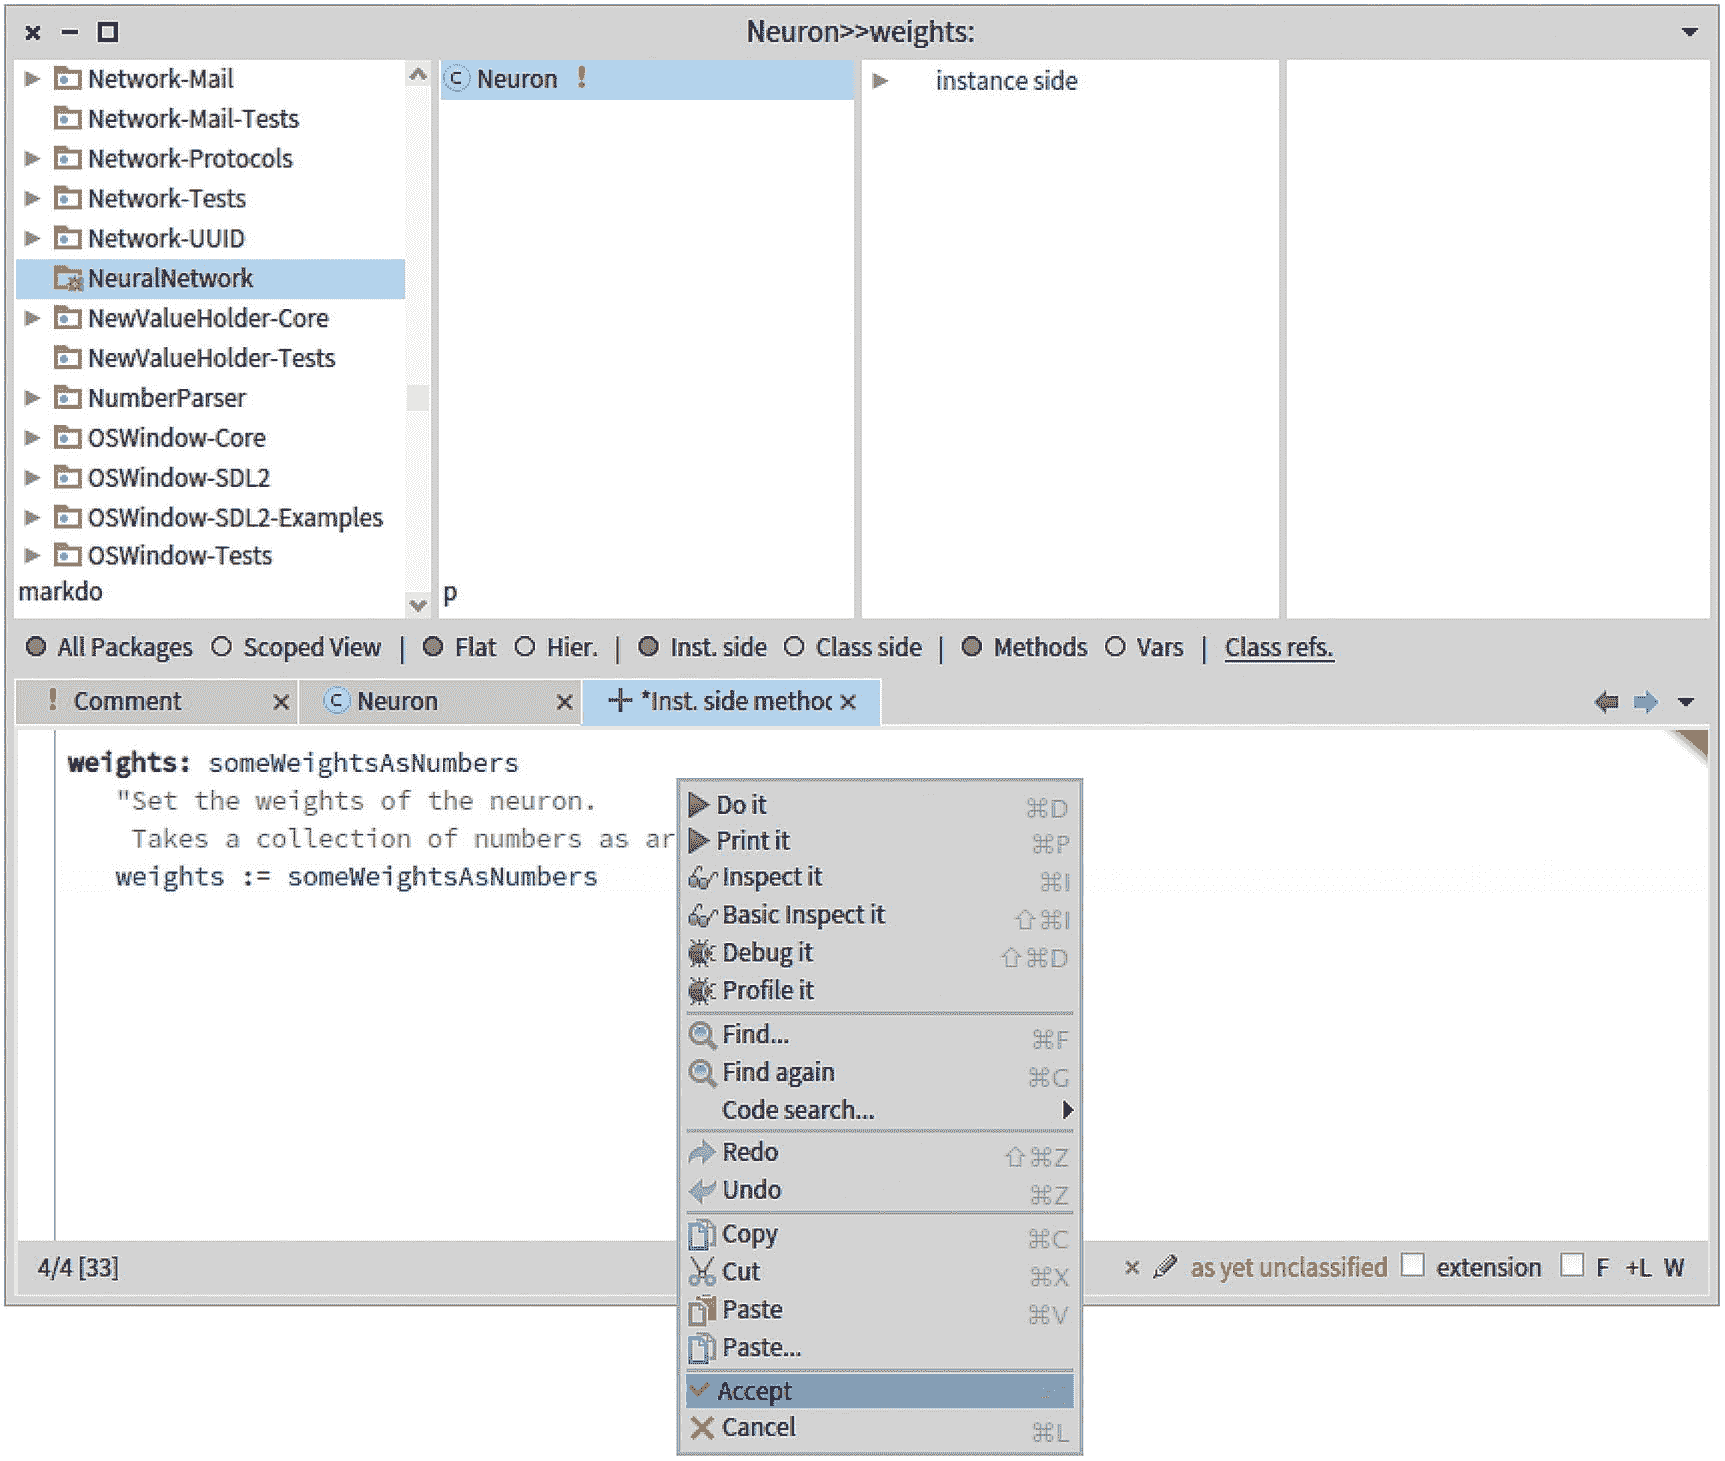 Neuron>>weights:
Network-Mail
Network-Mail-Tests
Network-Protocols
Network-Tests
Network-UUID
NeuralNetwork
NewValueHolder-Core
NewValueHolder-Tests
NumberParser
OSWindow-Core
OSWindow-SDL2
OSWindow-SDL2-Examples
OSWindow-Tests
markdo
C Neuron !
p
instance side
All Packages Scoped View | Flat Hier. | Inst. side Class side | Methods Vars | Class refs.
! Comment
C Neuron
*Inst. side method
weights: someWeightsAsNumbers
"Set the weights of the neuron.
Takes a collection of numbers as ar
weights := someWeightsAsNumbers
Do it ⌘D
Print it ⌘P
Inspect it ⌘I
Basic Inspect it ⇧⌘I
Debug it ⇧⌘D
Profile it
Find... ⌘F
Find again ⌘G
Code search...
Redo ⇧⌘Z
Undo ⌘Z
Copy ⌘C
Cut ⌘X
Paste ⌘V
Paste...
Accept
Cancel ⌘L
4/4 [33]
as yet unclassified extension F +L W